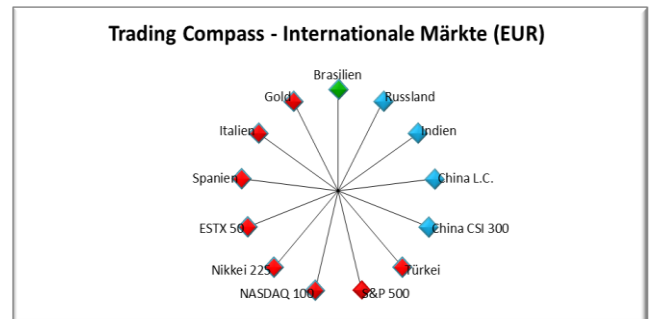 Trading Compass - Internationale Märkte (EUR)
Brasilien
Gold
Russland
Italien
Indien
Spanien
China L.C.
ESTX 50
China CSI 300
Nikkei 225
Türkei
NASDAQ 100
S&P 500